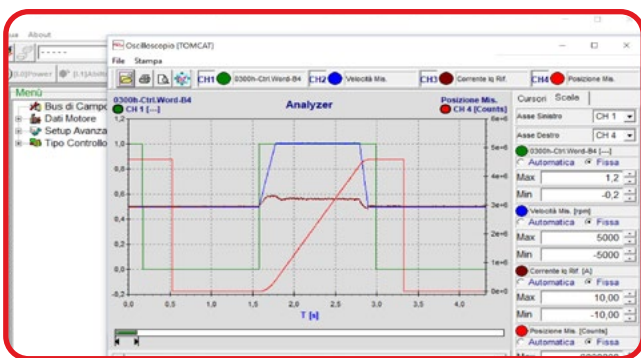 About
Oscilloscopio (TOMCAT)
File Stampa
CH1 0300h-Ctrl.Word-B4 CH2 Velocità Mis. CH3 Corrente Iq Rif. CH4 Posizione Mis.
-----
Menù
Bus di Campo
Dati Motore
Setup Avanza
Tipo Controllo
0300h-Ctrl.Word-B4
CH 1 [---]
Analyzer
Posizione Mis.
CH 4 [Counts]
1,2
1,0
0,8
0,6
0,4
0,2
0,0
-0,2
6e+6
5e+6
4e+6
3e+6
2e+6
1e+6
0e+0
0,0 0,5 1,0 1,5 2,0 2,5 3,0 3,5 4,0
T [s]
Cursori Scale
Asse Sinistro CH 1
Asse Destro CH 4
0300h-Ctrl.Word-B4 [---]
Automatica Fissa
Max 1,2
Min -0,2
Velocità Mis. [rpm]
Automatica Fissa
Max 5000
Min -5000
Corrente Iq Rif. [A]
Automatica Fissa
Max 10,00
Min -10,00
Posizione Mis. [Counts]
Automatica Fissa